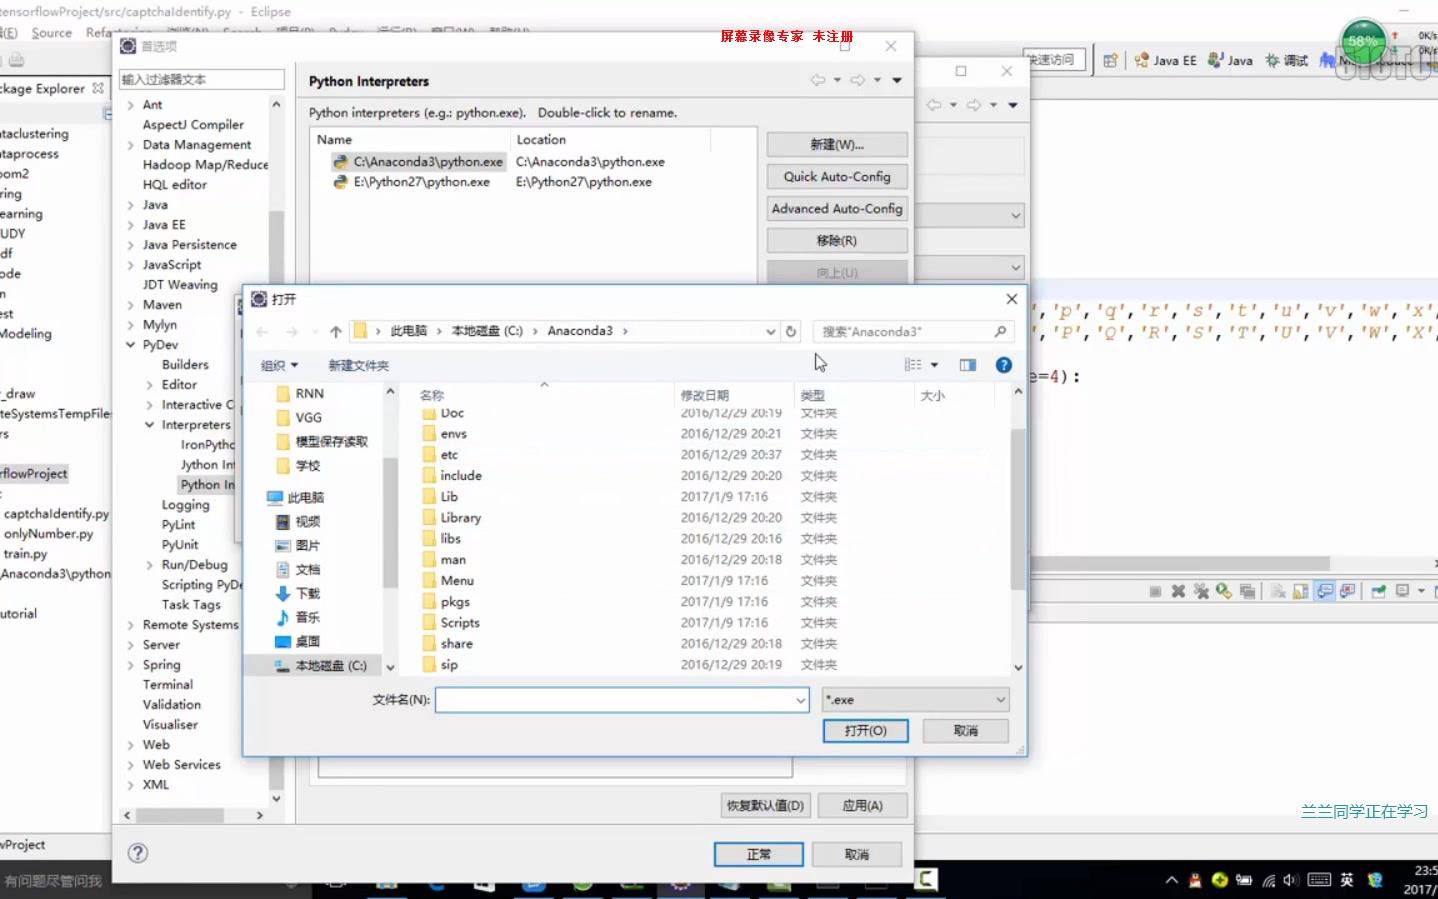 tensorflowProject/src/captchaIdentify.py - Eclipse
(E) Source
首选项
屏幕录像专家 未注册
58%
快速访问
Java EE
Java
调试
输入过滤器文本
Python Interpreters
Python interpreters (e.g.: python.exe). Double-click to rename.
Name Location
C:\Anaconda3\python.exe C:\Anaconda3\python.exe
E:\Python27\python.exe E:\Python27\python.exe
新建(W)...
Quick Auto-Config
Advanced Auto-Config
移除(R)
向上(U)
ckage Explorer
taclustering
taprocess
oom2
ring
earning
UDY
df
ode
n
est
Modeling
_draw
teSystemsTempFile
rs
rflowProject
captchaIdentify.py
onlyNumber.py
train.py
Anaconda3\python
utorial
Ant
AspectJ Compiler
Data Management
Hadoop Map/Reduce
HQL editor
Java
Java EE
Java Persistence
JavaScript
JDT Weaving
Maven
Mylyn
PyDev
Builders
Editor
Interactive C
Interpreters
IronPytho
Jython Int
Python In
Logging
PyLint
PyUnit
Run/Debug
Scripting PyDe
Task Tags
Remote Systems
Server
Spring
Terminal
Validation
Visualiser
Web
Web Services
XML
打开
此电脑 › 本地磁盘 (C:) › Anaconda3 ›
搜索"Anaconda3"
组织 新建文件夹
RNN
VGG
模型保存读取
学校
此电脑
视频
图片
文档
下载
音乐
桌面
本地磁盘 (C:)
名称 修改日期 类型 大小
Doc 2016/12/29 20:19 文件夹
envs 2016/12/29 20:21 文件夹
etc 2016/12/29 20:37 文件夹
include 2016/12/29 20:20 文件夹
Lib 2017/1/9 17:16 文件夹
Library 2016/12/29 20:20 文件夹
libs 2016/12/29 20:16 文件夹
man 2016/12/29 20:18 文件夹
Menu 2017/1/9 17:16 文件夹
pkgs 2017/1/9 17:16 文件夹
Scripts 2017/1/9 17:16 文件夹
share 2016/12/29 20:18 文件夹
sip 2016/12/29 20:19 文件夹
文件名(N): *.exe
打开(O) 取消
','p','q','r','s','t','u','v','w','x',
','P','Q','R','S','T','U','V','W','X',
e=4):
恢复默认值(D) 应用(A)
正常 取消
兰兰同学正在学习
wProject
有问题尽管问我
英
23:5
2017/